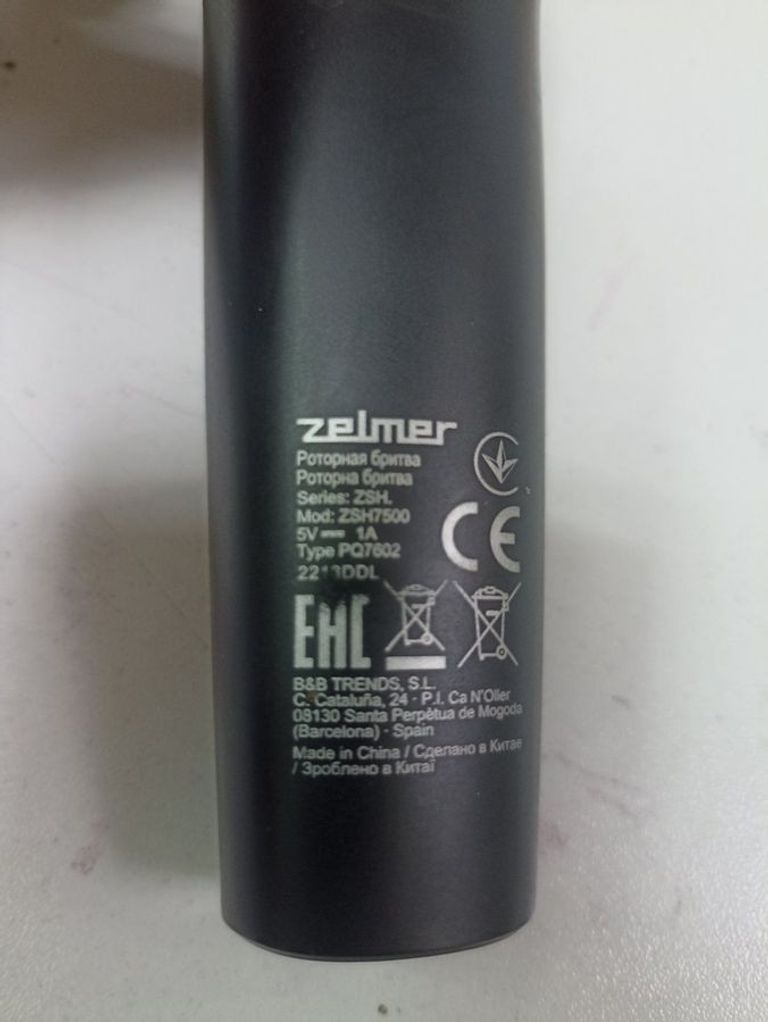 zelmer
Роторная бритва
Роторна бритва
Series: ZSH.
Mod: ZSH7500
5V⎓ 1A
Type PQ7602
CE
EAC
B&B TRENDS, S.L.
C. Cataluña, 24 - P.I. Ca N'Oller
08130 Santa Perpètua de Mogoda
(Barcelona) - Spain
Made in China / Сделано в Китае
/ Зроблено в Китаї